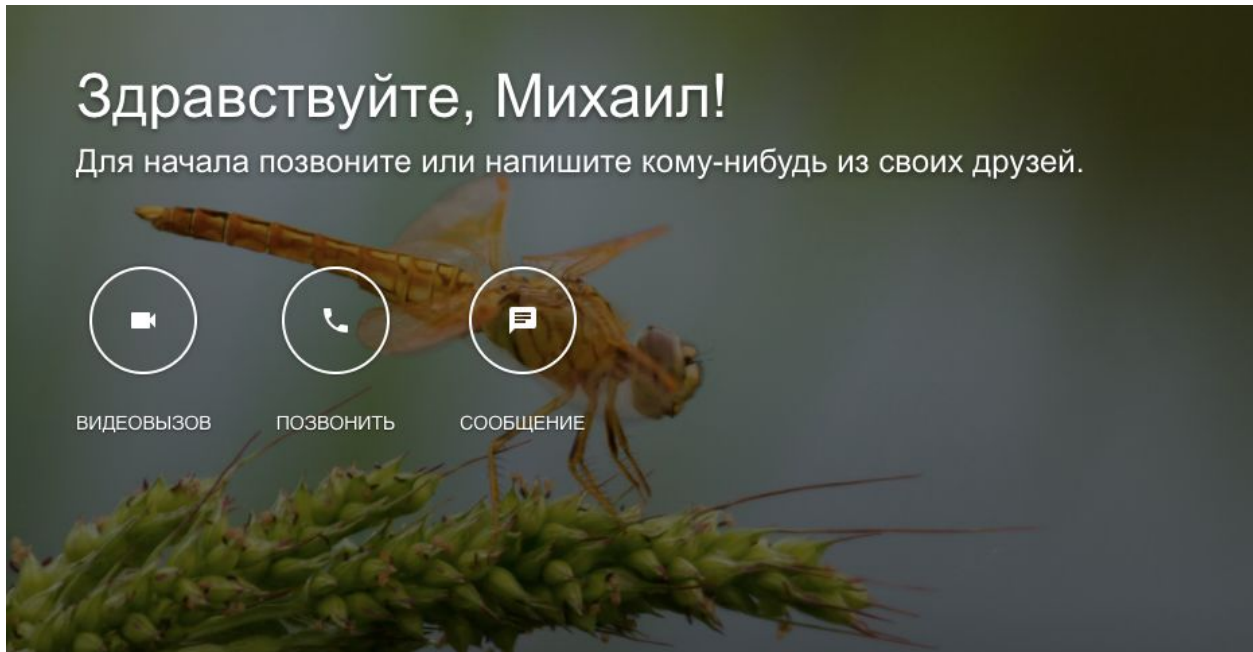 Здравствуйте, Михаил!
Для начала позвоните или напишите кому-нибудь из своих друзей.
ВИДЕОВЫЗОВ ПОЗВОНИТЬ СООБЩЕНИЕ